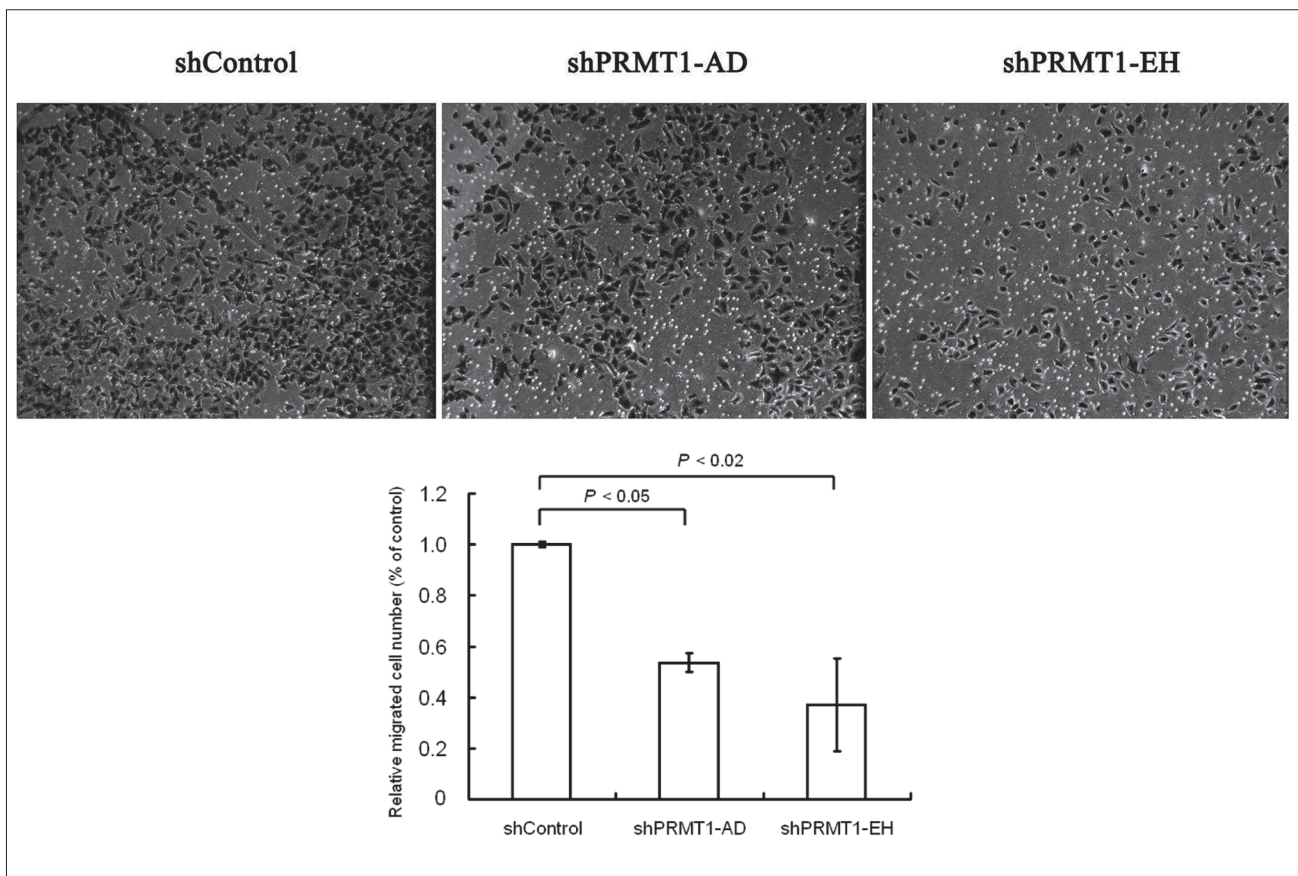 shControl
shPRMT1-AD
shPRMT1-EH
P < 0.02
P < 0.05
Relative migrated cell number (% of control)
1.2
1.0
0.8
0.6
0.4
0.2
0
shControl
shPRMT1-AD
shPRMT1-EH